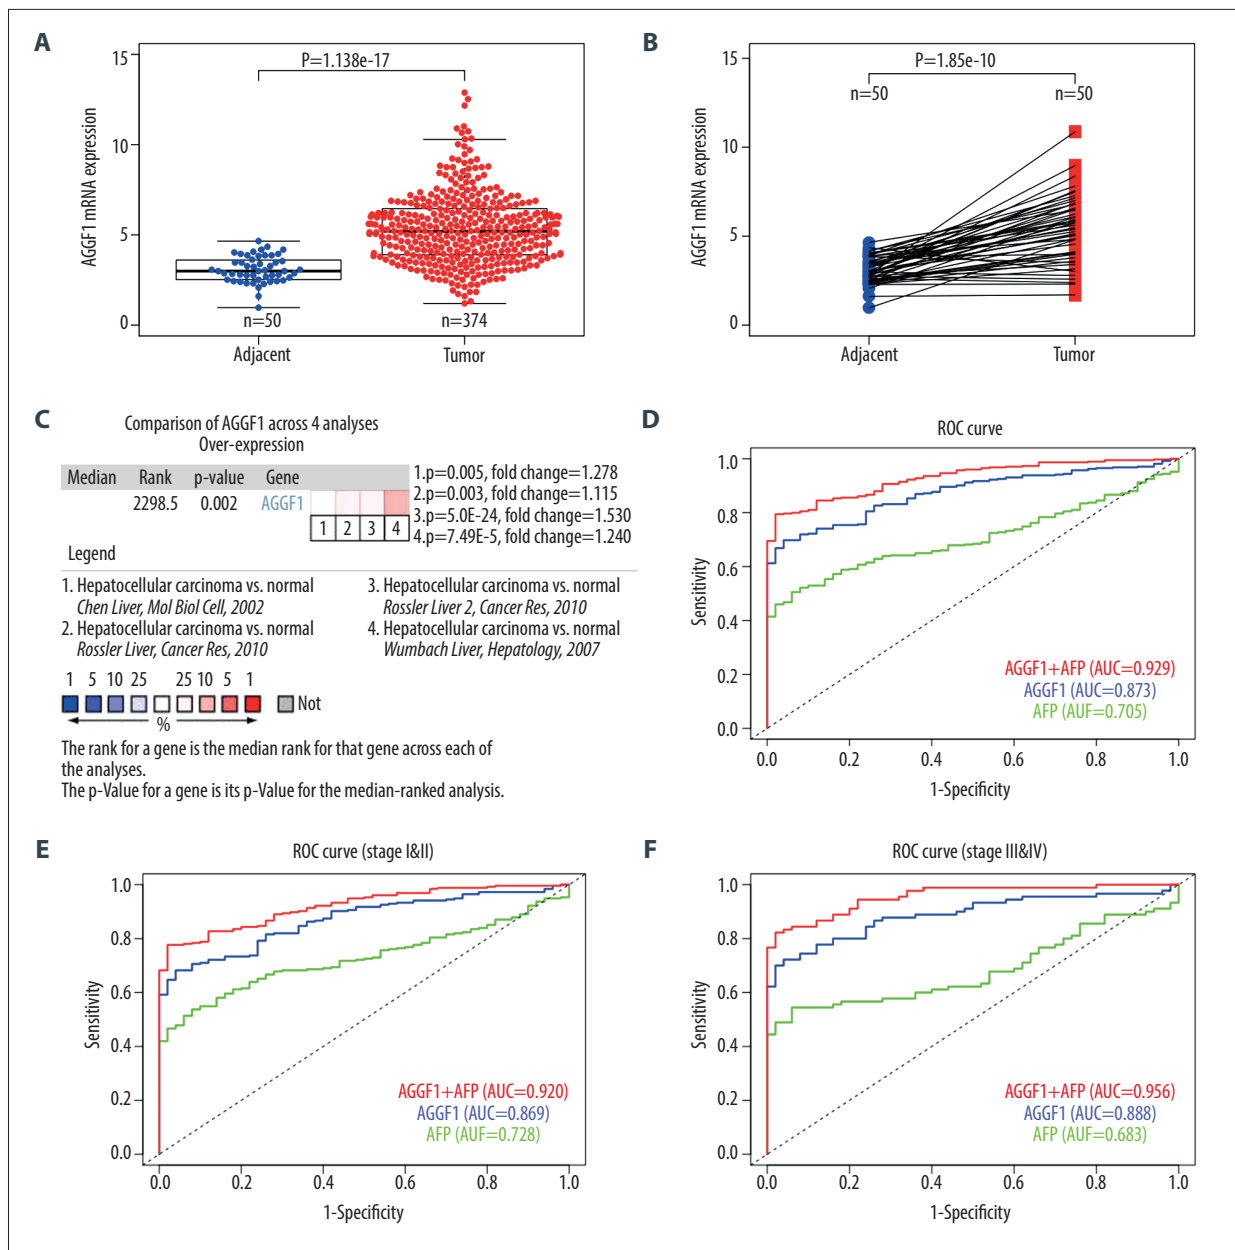 A
P=1.138e-17
15
10
5
0
AGGF1 mRNA expression
n=50
n=374
Adjacent
Tumor
B
P=1.85e-10
n=50
n=50
15
10
5
0
AGGF1 mRNA expression
Adjacent
Tumor
C
Comparison of AGGF1 across 4 analyses
Over-expression
Median Rank p-value Gene
2298.5 0.002 AGGF1
1 2 3 4
1.p=0.005, fold change=1.278
2.p=0.003, fold change=1.115
3.p=5.0E-24, fold change=1.530
4.p=7.49E-5, fold change=1.240
Legend
1. Hepatocellular carcinoma vs. normal
Chen Liver, Mol Biol Cell, 2002
2. Hepatocellular carcinoma vs. normal
Rossler Liver, Cancer Res, 2010
3. Hepatocellular carcinoma vs. normal
Rossler Liver 2, Cancer Res, 2010
4. Hepatocellular carcinoma vs. normal
Wumbach Liver, Hepatology, 2007
1 5 10 25 25 10 5 1
Not
%
The rank for a gene is the median rank for that gene across each of
the analyses.
The p-Value for a gene is its p-Value for the median-ranked analysis.
D
ROC curve
1.0
0.8
0.6
0.4
0.2
0.0
Sensitivity
AGGF1+AFP (AUC=0.929)
AGGF1 (AUC=0.873)
AFP (AUF=0.705)
0.0 0.2 0.4 0.6 0.8 1.0
1-Specificity
E
ROC curve (stage I&II)
1.0
0.8
0.6
0.4
0.2
0.0
Sensitivity
AGGF1+AFP (AUC=0.920)
AGGF1 (AUC=0.869)
AFP (AUF=0.728)
0.0 0.2 0.4 0.6 0.8 1.0
1-Specificity
F
ROC curve (stage III&IV)
1.0
0.8
0.6
0.4
0.2
0.0
Sensitivity
AGGF1+AFP (AUC=0.956)
AGGF1 (AUC=0.888)
AFP (AUF=0.683)
0.0 0.2 0.4 0.6 0.8 1.0
1-Specificity